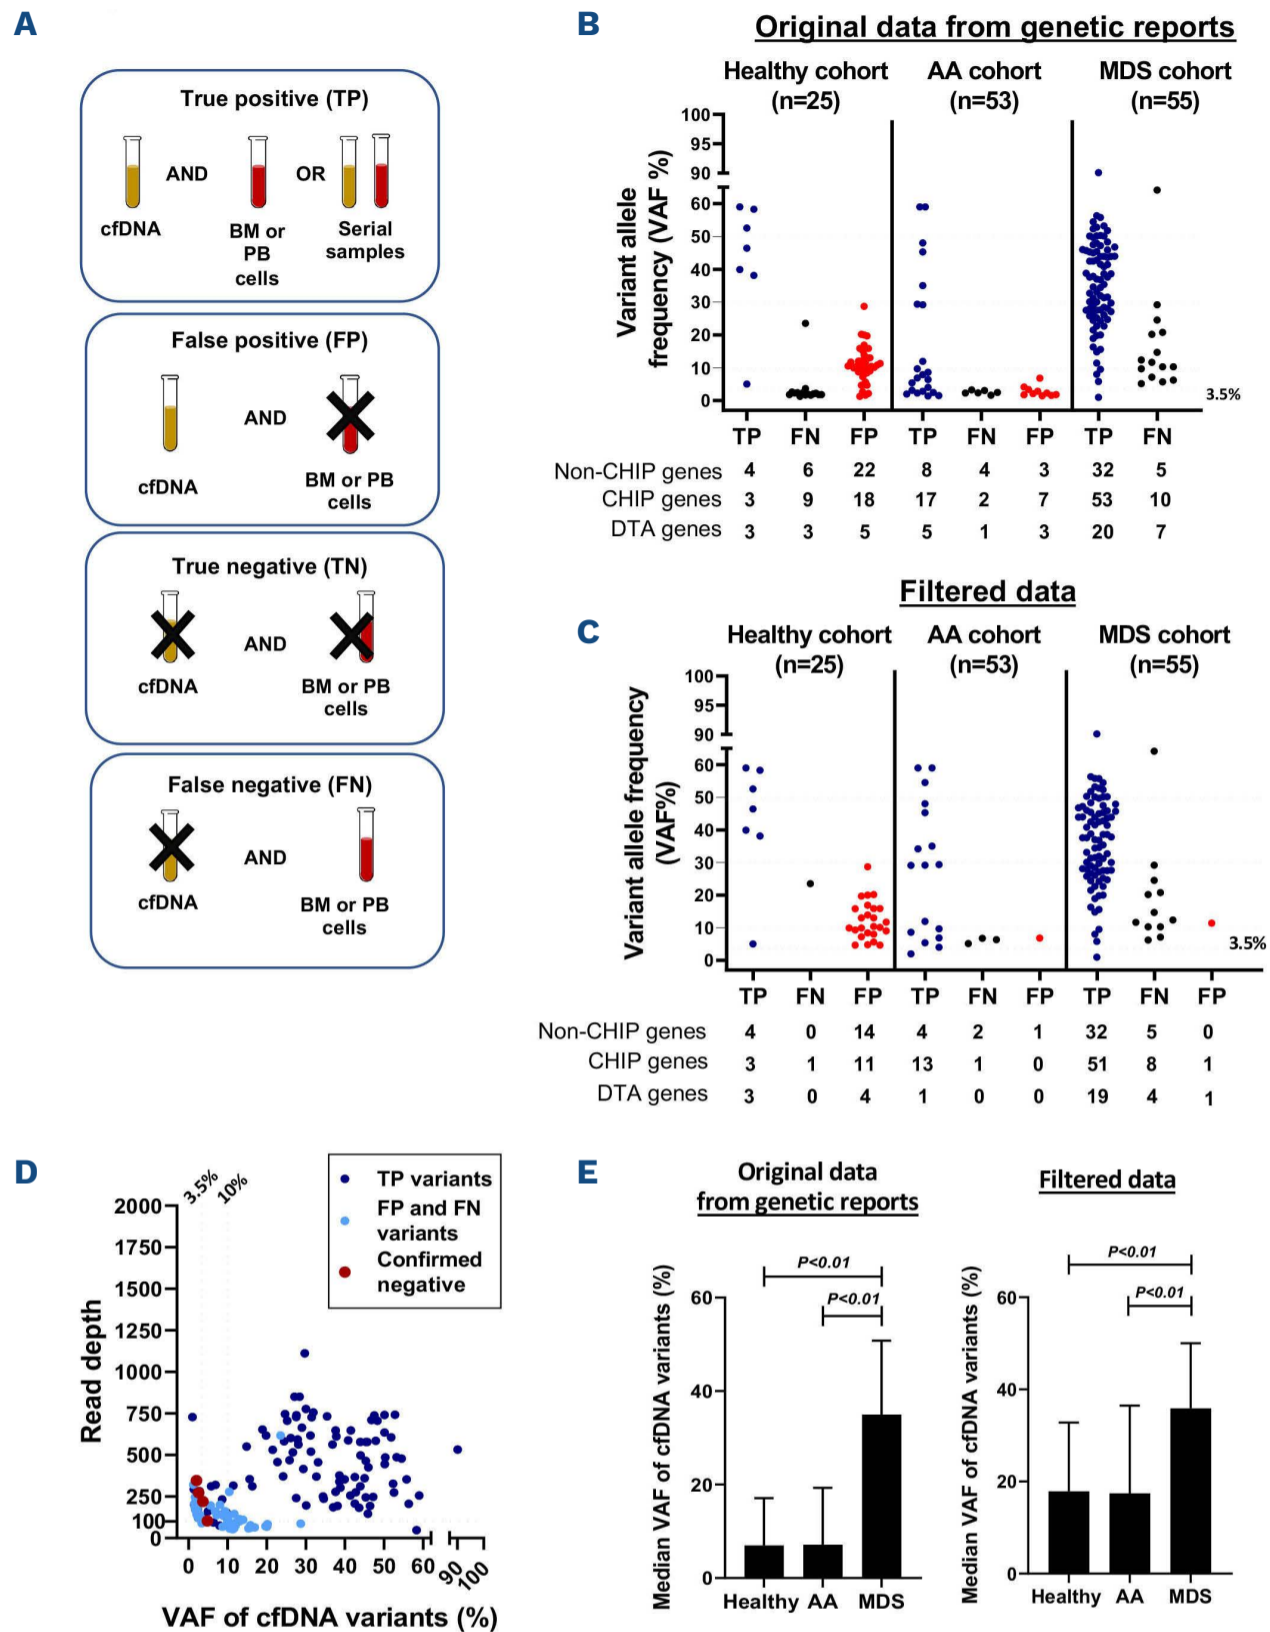 A
True positive (TP)
AND
OR
cfDNA
BM or
PB
cells
Serial
samples
False positive (FP)
AND
cfDNA
BM or PB
cells
True negative (TN)
AND
cfDNA
BM or PB
cells
False negative (FN)
AND
cfDNA
BM or PB
cells
B
Original data from genetic reports
Healthy cohort
(n=25)
AA cohort
(n=53)
MDS cohort
(n=55)
Variant allele
frequency (VAF %)
100
95
90
60
50
40
30
20
10
0
3.5%
TP FN FP TP FN FP TP FN
Non-CHIP genes 4 6 22 8 4 3 32 5
CHIP genes 3 9 18 17 2 7 53 10
DTA genes 3 3 5 5 1 3 20 7
Filtered data
C
Healthy cohort
(n=25)
AA cohort
(n=53)
MDS cohort
(n=55)
Variant allele frequency
(VAF%)
100
95
90
60
50
40
30
20
10
0
3.5%
TP FN FP TP FN FP TP FN FP
Non-CHIP genes 4 0 14 4 2 1 32 5 0
CHIP genes 3 1 11 13 1 0 51 8 1
DTA genes 3 0 4 1 0 0 19 4 1
D
3.5% 10%
TP variants
FP and FN
variants
Confirmed
negative
Read depth
2000
1750
1500
1250
1000
750
500
250
100
0
0 10 20 30 40 50 60 90 100
VAF of cfDNA variants (%)
E
Original data
from genetic reports
Median VAF of cfDNA variants (%)
P<0.01
P<0.01
60
40
20
0
Healthy AA MDS
Filtered data
Median VAF of cfDNA variants (%)
P<0.01
P<0.01
60
40
20
0
Healthy AA MDS